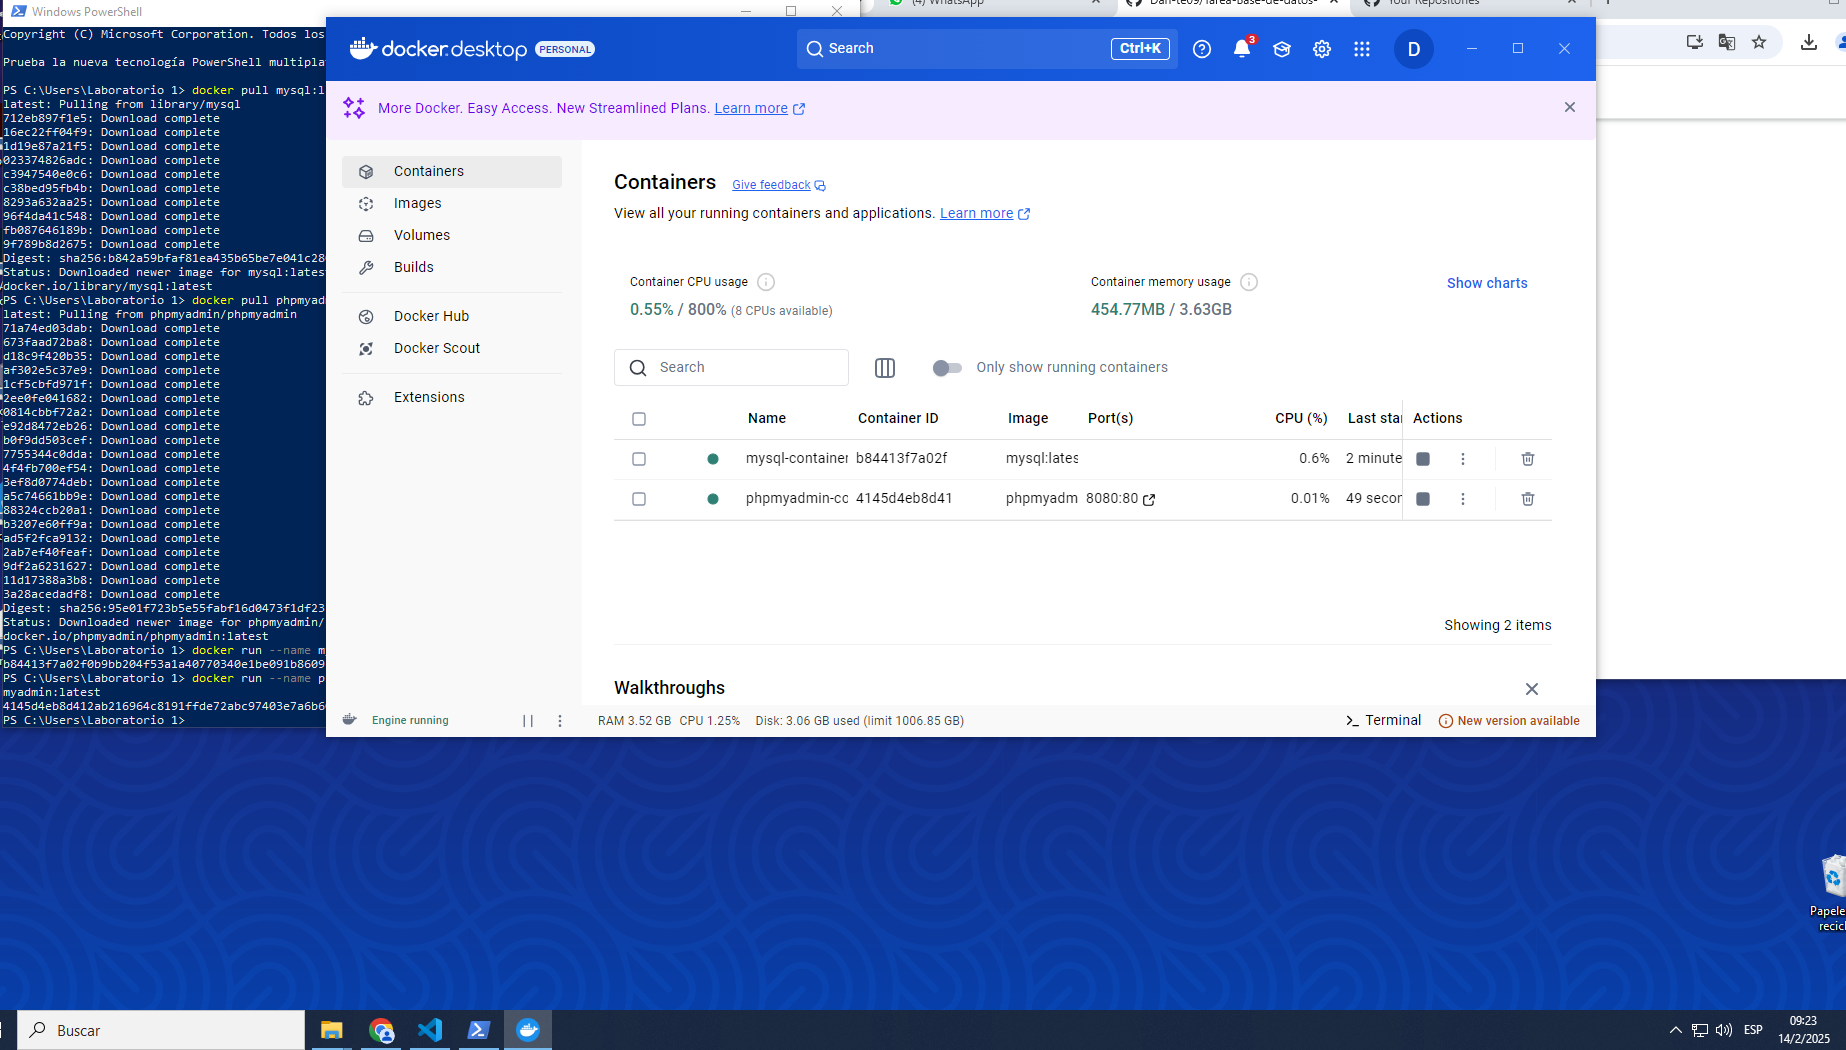 Windows PowerShell
Copyright (C) Microsoft Corporation. Todos los
Prueba la nueva tecnología PowerShell
PS C:\Users\Laboratorio 1> docker pull mysql:l
latest: Pulling from library/mysql
712eb897f1e5: Download complete
16ec22ff04f9: Download complete
1d19e87a21f5: Download complete
023374826adc: Download complete
c3947540e0c6: Download complete
c38bed95fb4b: Download complete
8293a632aa25: Download complete
96f4da41c548: Download complete
fb087646189b: Download complete
9f789b8d2675: Download complete
Digest: sha256:b842a59bfaf81ea435b65be7e041c28
Status: Downloaded newer image for mysql:latest
docker.io/library/mysql:latest
PS C:\Users\Laboratorio 1> docker pull phpmyadm
latest: Pulling from phpmyadmin/phpmyadmin
71a74ed03dab: Download complete
673faad72ba8: Download complete
d18c9f420b35: Download complete
af302e5c37e9: Download complete
1cf5cbfd971f: Download complete
2ee0fe041682: Download complete
0814cbbf72a2: Download complete
e92d8472eb26: Download complete
b0f9dd503cef: Download complete
7755344c0dda: Download complete
4f4fb700ef54: Download complete
3ef8d0774deb: Download complete
a5c74661bb9e: Download complete
88324ccb20a1: Download complete
b3207e60ff9a: Download complete
ad5f2fca9132: Download complete
2ab7ef40feaf: Download complete
9df2a6231627: Download complete
11d17388a3b8: Download complete
3a28acedadf8: Download complete
Digest: sha256:95e01f723b5e55fabf16d0473f1df23
Status: Downloaded newer image for phpmyadmin/
docker.io/phpmyadmin/phpmyadmin:latest
PS C:\Users\Laboratorio 1> docker run --name m
b84413f7a02f0b9bb204f53a1a40770340e1be091b8609
PS C:\Users\Laboratorio 1> docker run --name p
myadmin:latest
4145d4eb8d412ab216964c8191ffde72abc97403e7a6b6
PS C:\Users\Laboratorio 1>
(4) WhatsApp
Dan-te09/Tarea-Base-de-datos-
Your Repositories
docker.desktop PERSONAL
Search
Ctrl+K
3
D
More Docker. Easy Access. New Streamlined Plans. Learn more
Containers
Images
Volumes
Builds
Docker Hub
Docker Scout
Extensions
Containers Give feedback
View all your running containers and applications. Learn more
Container CPU usage
0.55% / 800% (8 CPUs available)
Container memory usage
454.77MB / 3.63GB
Show charts
Search
Only show running containers
Name Container ID Image Port(s) CPU (%) Last star Actions
mysql-container b84413f7a02f mysql:lates 0.6% 2 minute
phpmyadmin-co 4145d4eb8d41 phpmyadm 8080:80 0.01% 49 secon
Showing 2 items
Walkthroughs
Engine running
RAM 3.52 GB CPU 1.25% Disk: 3.06 GB used (limit 1006.85 GB)
Terminal
New version available
Papele
recicl
Buscar
ESP
09:23
14/2/2025